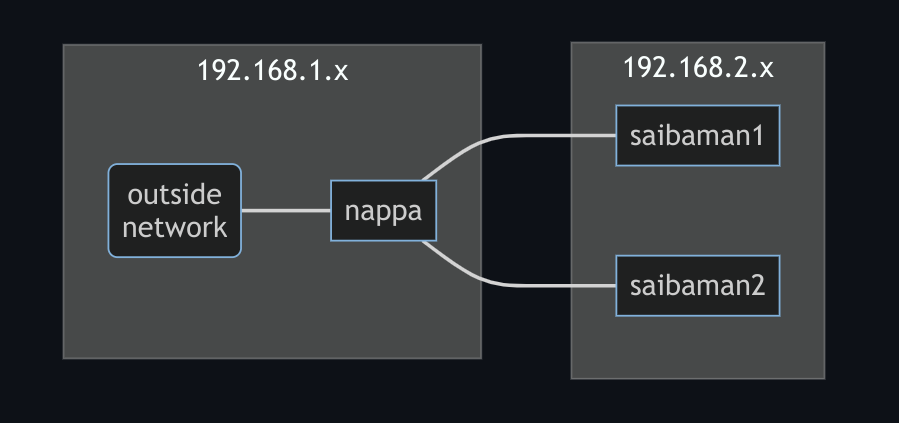 192.168.1.x
outside
network
nappa
192.168.2.x
saibaman1
saibaman2